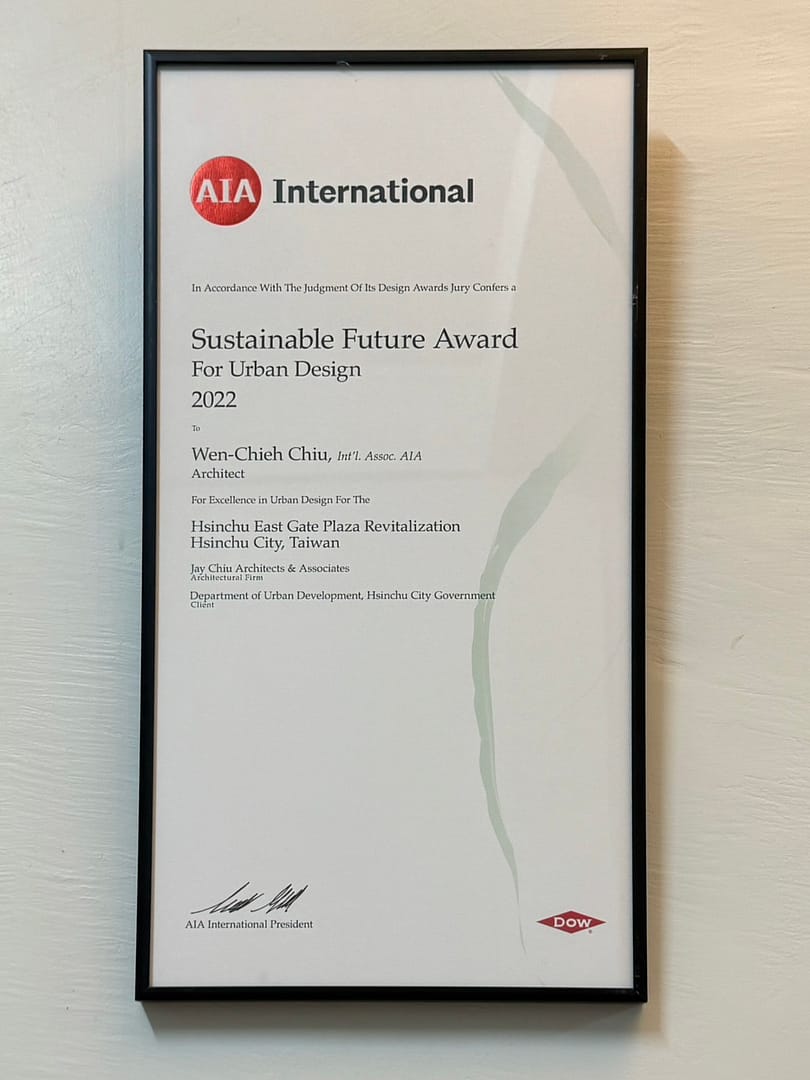 AIA International
In Accordance With The Judgment Of Its Design Awards Jury Confers a
Sustainable Future Award
For Urban Design
2022
To
Wen-Chieh Chiu, Int'l. Assoc. AIA
Architect
For Excellence in Urban Design For The
Hsinchu East Gate Plaza Revitalization
Hsinchu City, Taiwan
Jay Chiu Architects & Associates
Architectural Firm
Department of Urban Development, Hsinchu City Government
Client
AIA International President
DOW®